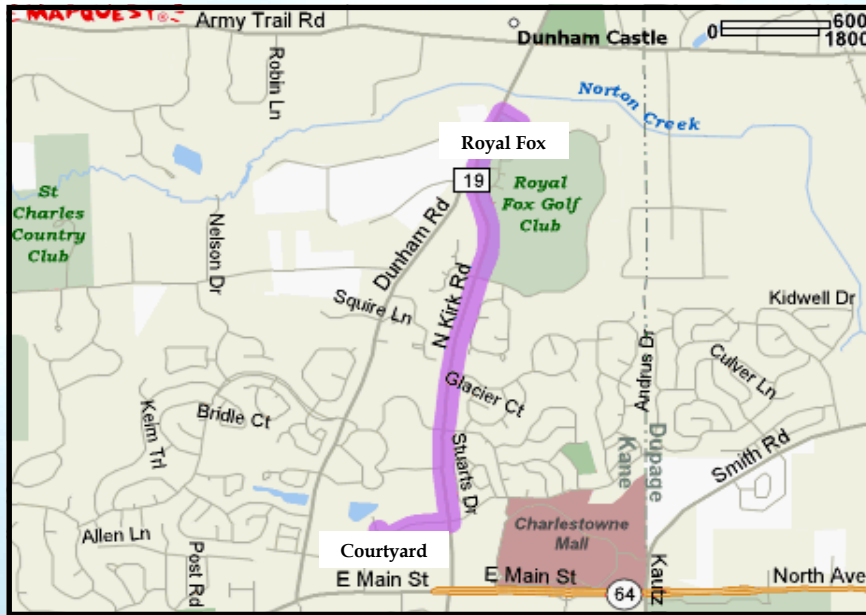 MAPQUEST®
Army Trail Rd
Dunham Castle
0 600
1800
Robin Ln
Norton
Creek
Royal Fox
19
Royal
Fox Golf
Club
St
Charles
Country
Club
Nelson Dr
Dunham Rd
Squire Ln
N Kirk Rd
Kidwell Dr
Andrus Dr
Culver Ln
Glacier Ct
Bridle Ct
Keim Trl
Stuarts Dr
Kane
Dupage
Smith Rd
Allen Ln
Post Rd
Charlestowne
Mall
Courtyard
E Main St
E Main St
64
Kautz
North Ave